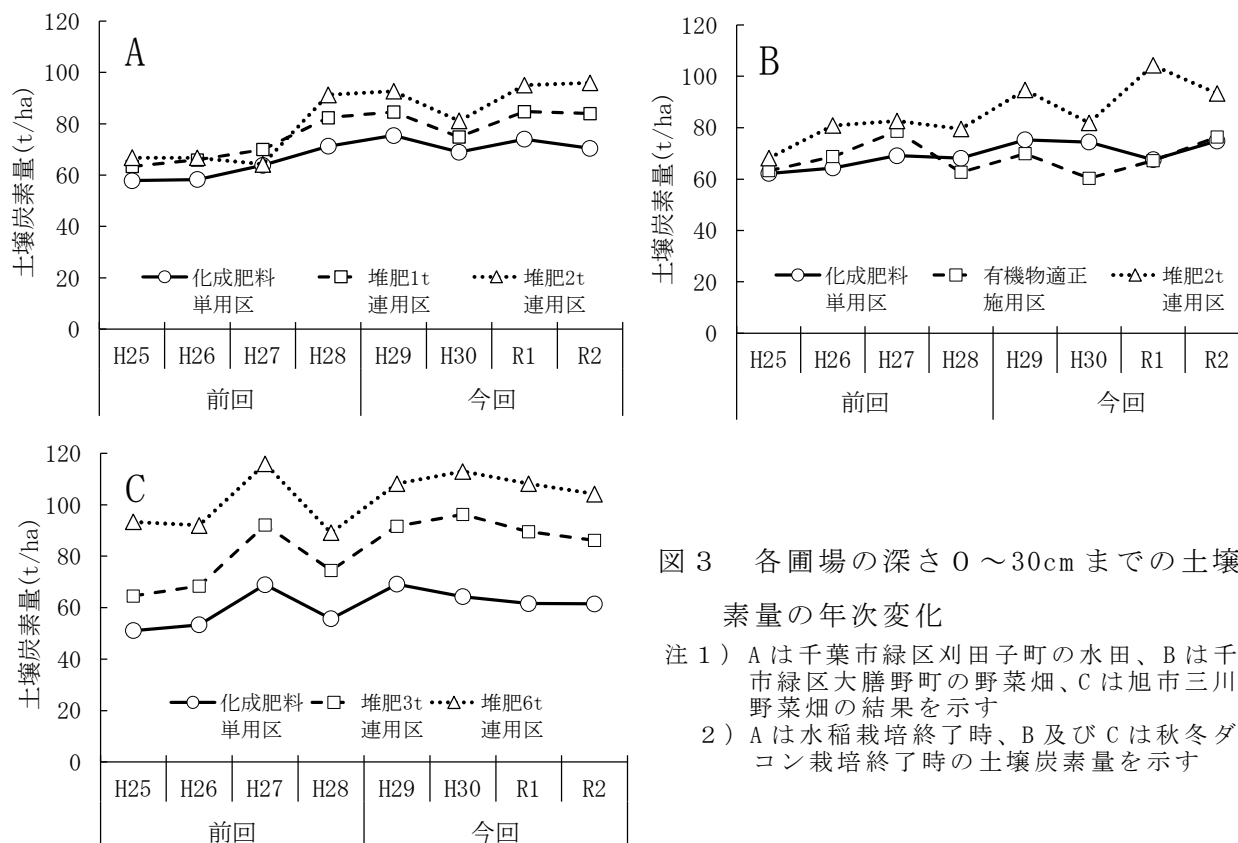 A
土壌炭素量(t/ha)
120
100
80
60
40
20
0
化成肥料 単用区
堆肥1t 連用区
堆肥2t 連用区
H25 H26 H27 H28 H29 H30 R1 R2
前回 今回
B
土壌炭素量(t/ha)
120
100
80
60
40
20
0
化成肥料 単用区
有機物適正 施用区
堆肥2t 連用区
H25 H26 H27 H28 H29 H30 R1 R2
前回 今回
C
土壌炭素量(t/ha)
120
100
80
60
40
20
0
化成肥料 単用区
堆肥3t 連用区
堆肥6t 連用区
H25 H26 H27 H28 H29 H30 R1 R2
前回 今回
図３ 各圃場の深さ０～30cmまでの土壌
素量の年次変化
注１）Aは千葉市緑区刈田子町の水田、Bは千
市緑区大膳野町の野菜畑、Cは旭市三川
野菜畑の結果を示す
２）Aは水稲栽培終了時、B及びCは秋冬ダ
コン栽培終了時の土壌炭素量を示す